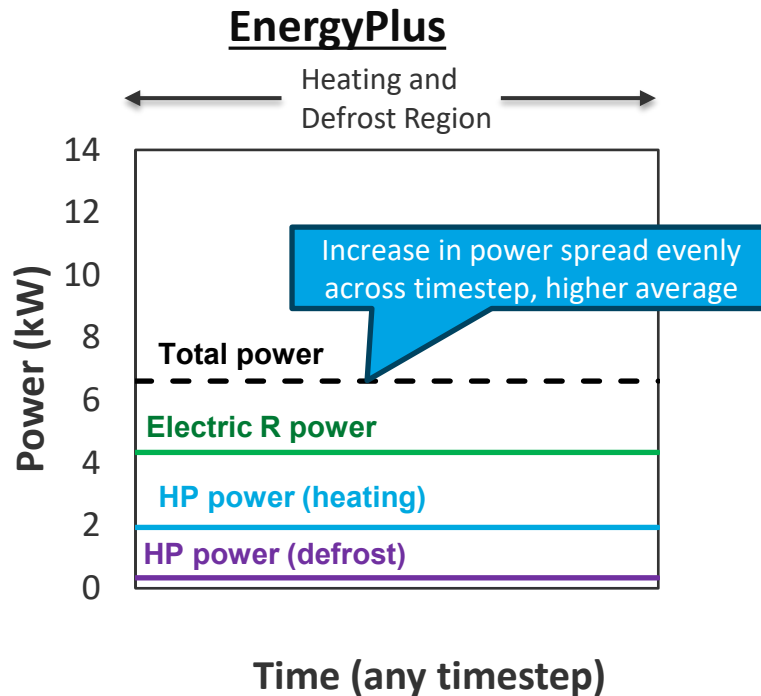 EnergyPlus
Heating and
Defrost Region
14
12
10
8
6
4
2
0
Power (kW)
Increase in power spread evenly
across timestep, higher average
Total power
Electric R power
HP power (heating)
HP power (defrost)
Time (any timestep)